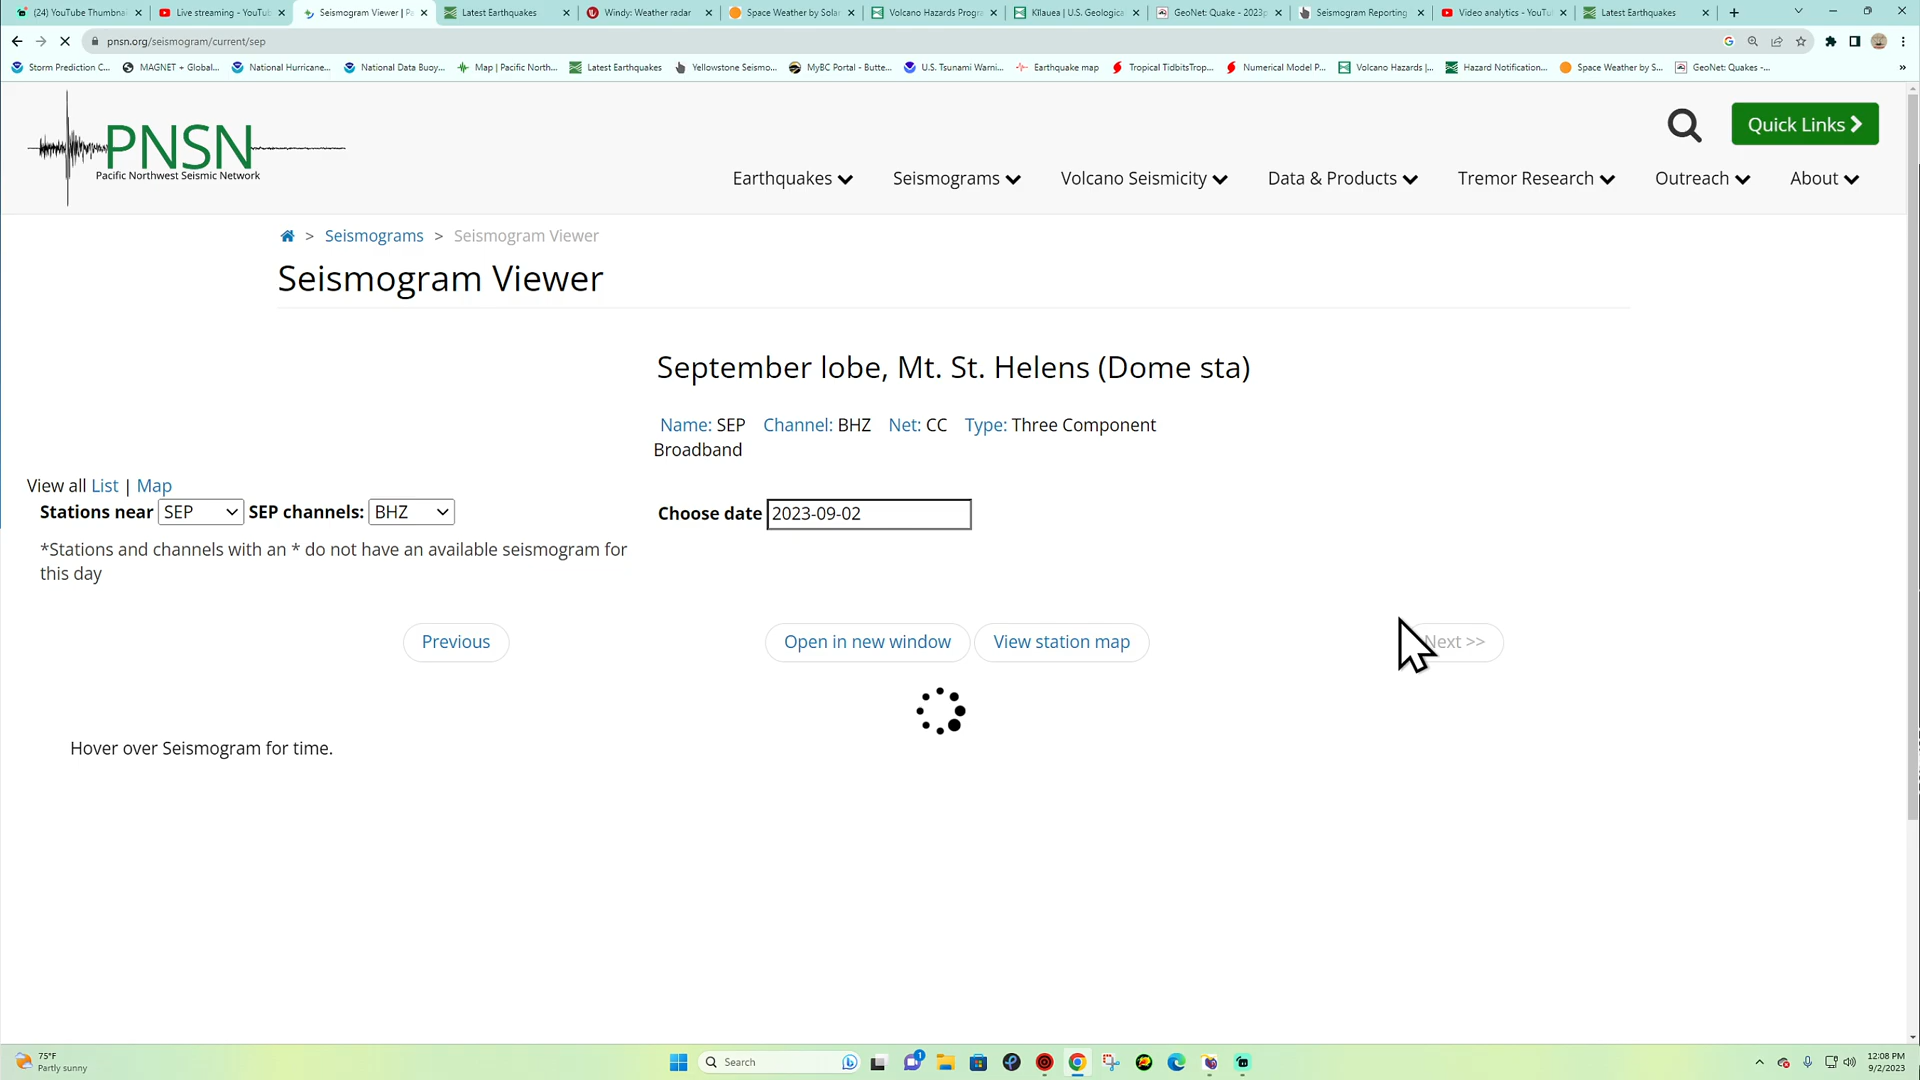 (24) YouTube Thumbnai
Live streaming - YouTub
Seismogram Viewer | Pa
Latest Earthquakes
Windy: Weather radar
Space Weather by Sola
Volcano Hazards Progra
Kīlauea | U.S. Geologica
GeoNet: Quake - 2023p
Seismogram Reporting
Video analytics - YouTu
Latest Earthquakes
pnsn.org/seismogram/current/sep
Storm Prediction C...
MAGNET + Global...
National Hurricane...
National Data Buoy...
Map | Pacific North...
Latest Earthquakes
Yellowstone Seismo...
MyBC Portal - Butte...
U.S. Tsunami Warni...
Earthquake map
Tropical TidbitsTrop...
Numerical Model P...
Volcano Hazards |...
Hazard Notification...
Space Weather by S...
GeoNet: Quakes -...
PNSN
Pacific Northwest Seismic Network
Quick Links
Earthquakes Seismograms Volcano Seismicity Data & Products Tremor Research Outreach About
> Seismograms > Seismogram Viewer
Seismogram Viewer
September lobe, Mt. St. Helens (Dome sta)
Name: SEP Channel: BHZ Net: CC Type: Three Component
Broadband
View all List | Map
Stations near SEP SEP channels: BHZ
Choose date 2023-09-02
*Stations and channels with an * do not have an available seismogram for
this day
Previous
Open in new window
View station map
Next >>
Hover over Seismogram for time.
75°F
Partly sunny
Search
1
12:08 PM
9/2/2023